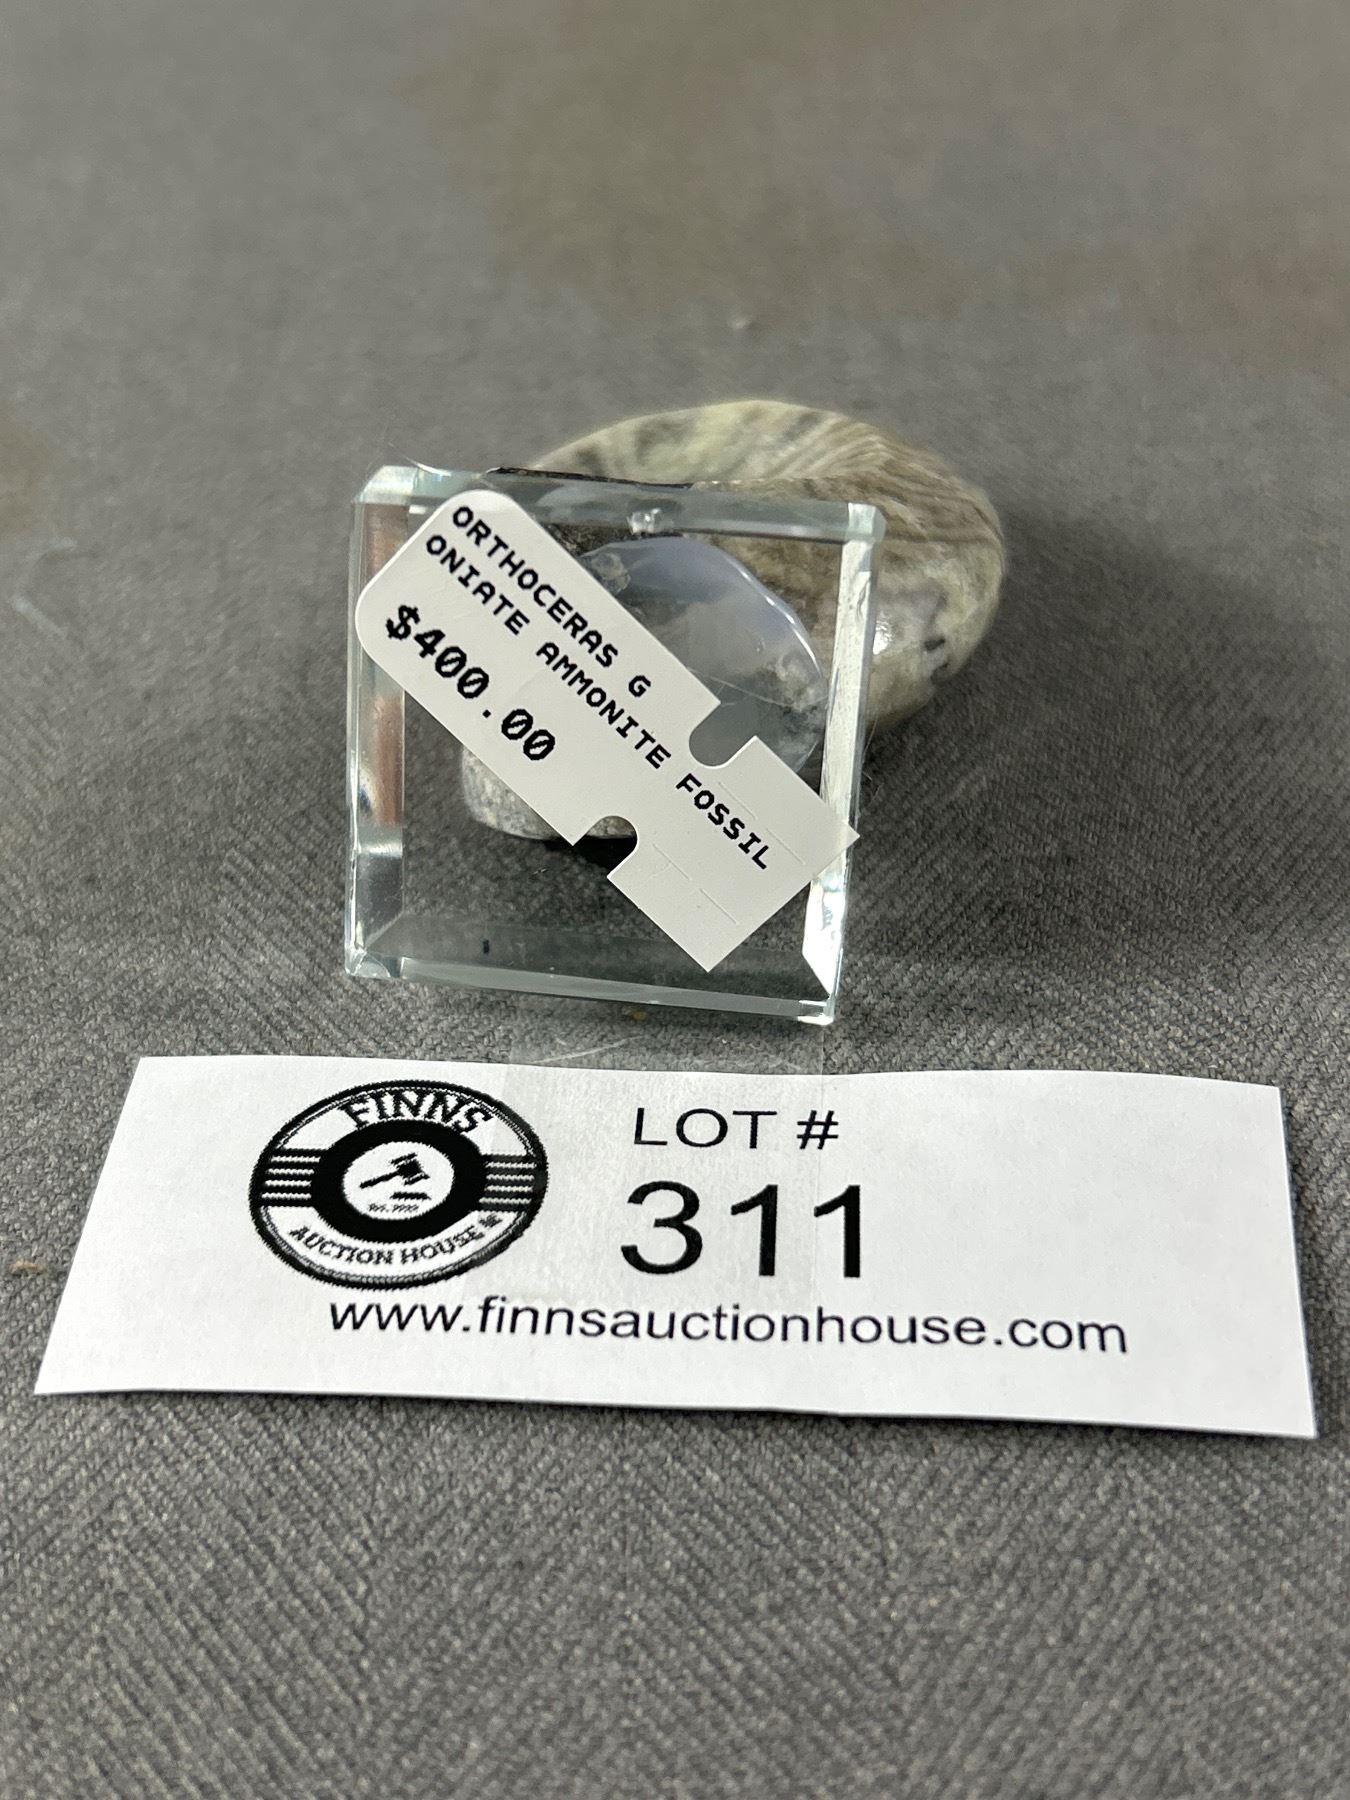 ORTHOCERAS G
ONIATE AMMONITE FOSSIL
$400.00
FINNS
AUCTION HOUSE
LOT #
311
www.finnsauctionhouse.com